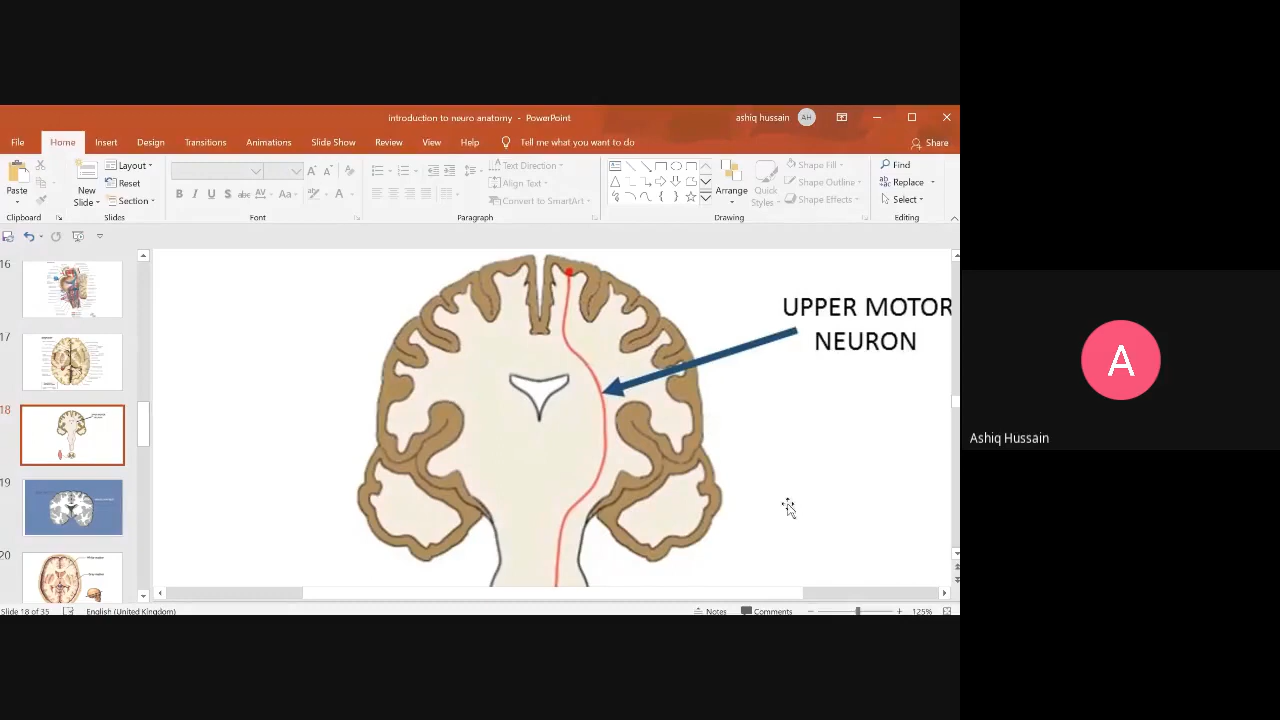 introduction to neuro anatomy - PowerPoint
ashiq hussain
AH
File
Home
Insert
Design
Transitions
Animations
Slide Show
Review
View
Help
Tell me what you want to do
Share
Paste
Clipboard
New
Slide
Layout
Reset
Section
Slides
B I U S abc AV Aa A
Font
Text Direction
Align Text
Convert to SmartArt
Paragraph
Arrange
Quick
Styles
Shape Fill
Shape Outline
Shape Effects
Drawing
Find
Replace
Select
Editing
16
17
18
19
20
UPPER MOTOR
NEURON
Slide 18 of 35
English (United Kingdom)
Notes
Comments
125%
A
Ashiq Hussain